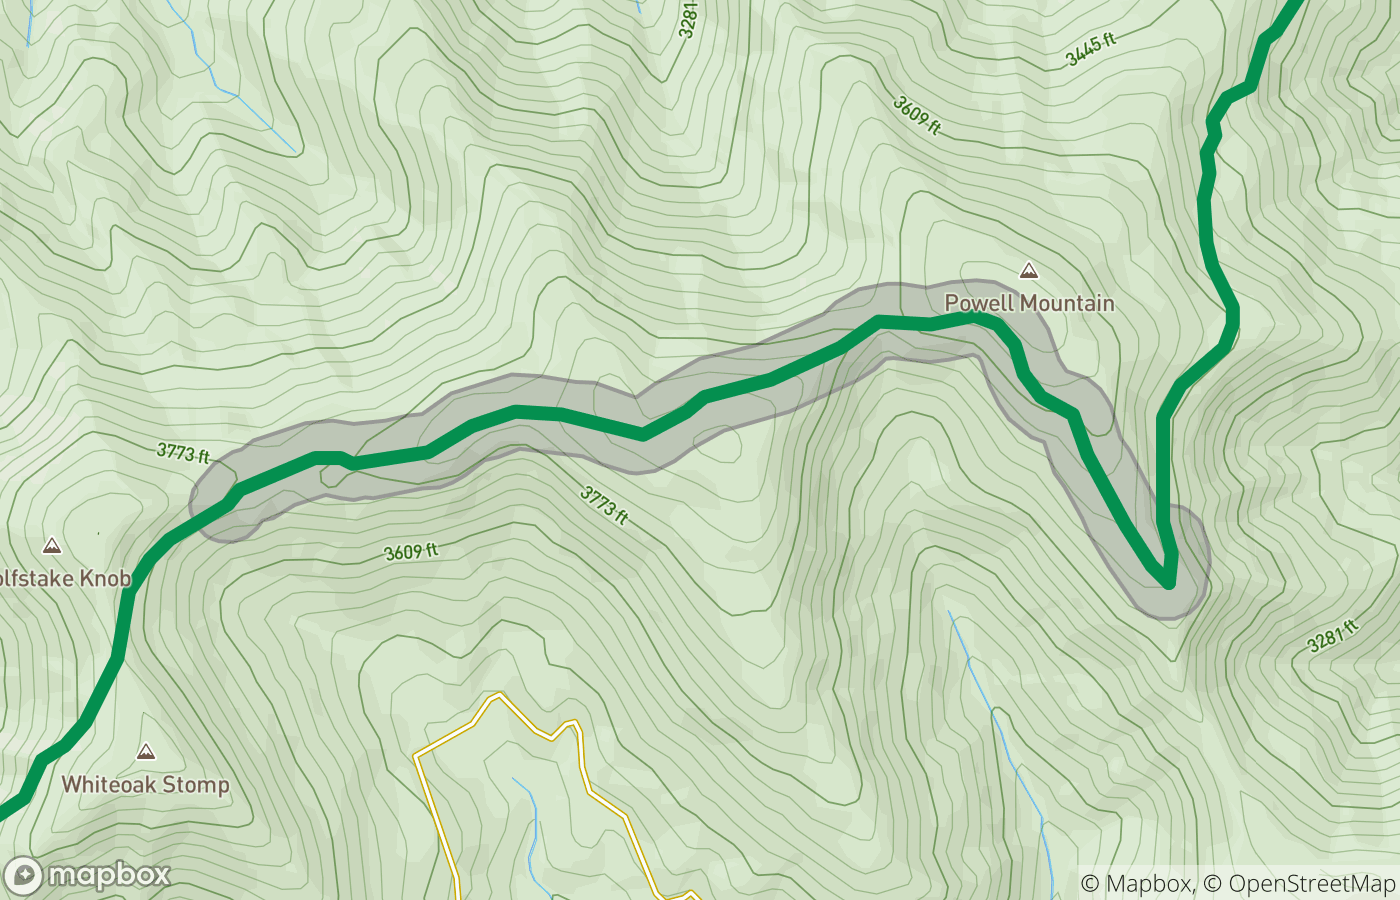 3281
3445 ft
3609 ft
Powell Mountain
3773 ft
3773 ft
3609 ft
olfstake Knob
3281 ft
Whiteoak Stomp
mapbox
© Mapbox, © OpenStreetMap